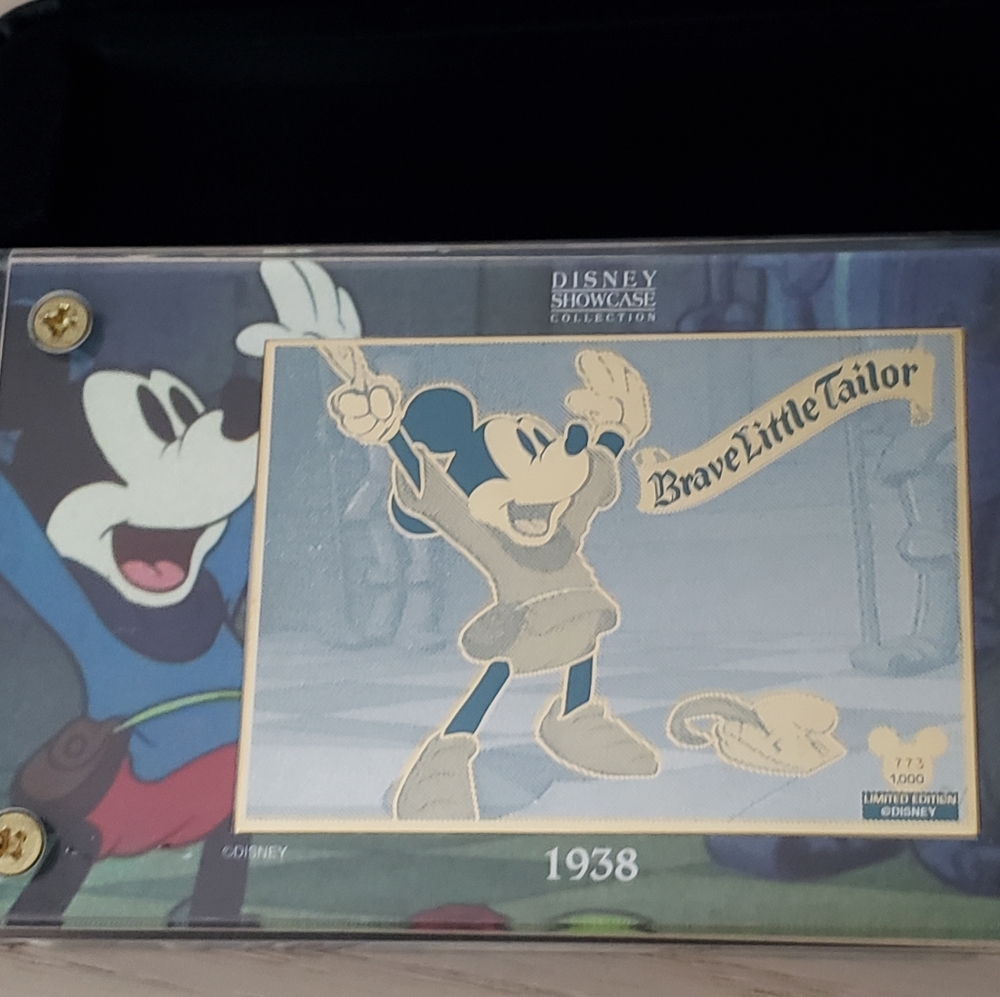 DISNEY
SHOWCASE
COLLECTION
Brave Little Tailor
773
1,000
LIMITED EDITION
©DISNEY
©DISNEY
1938